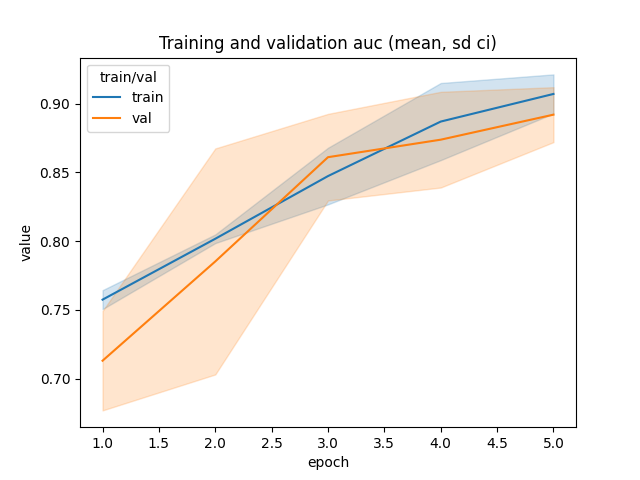 Training and validation auc (mean, sd ci)
train/val
train
val
0.90
0.85
0.80
0.75
0.70
value
1.0 1.5 2.0 2.5 3.0 3.5 4.0 4.5 5.0
epoch